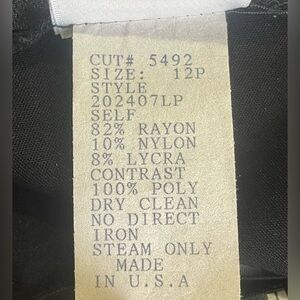 CUT# 5492
SIZE: 12P
STYLE
202407LP
SELF
82% RAYON
10% NYLON
8% LYCRA
CONTRAST
100% POLY
DRY CLEAN
NO DIRECT
IRON
STEAM ONLY
MADE
IN U.S.A